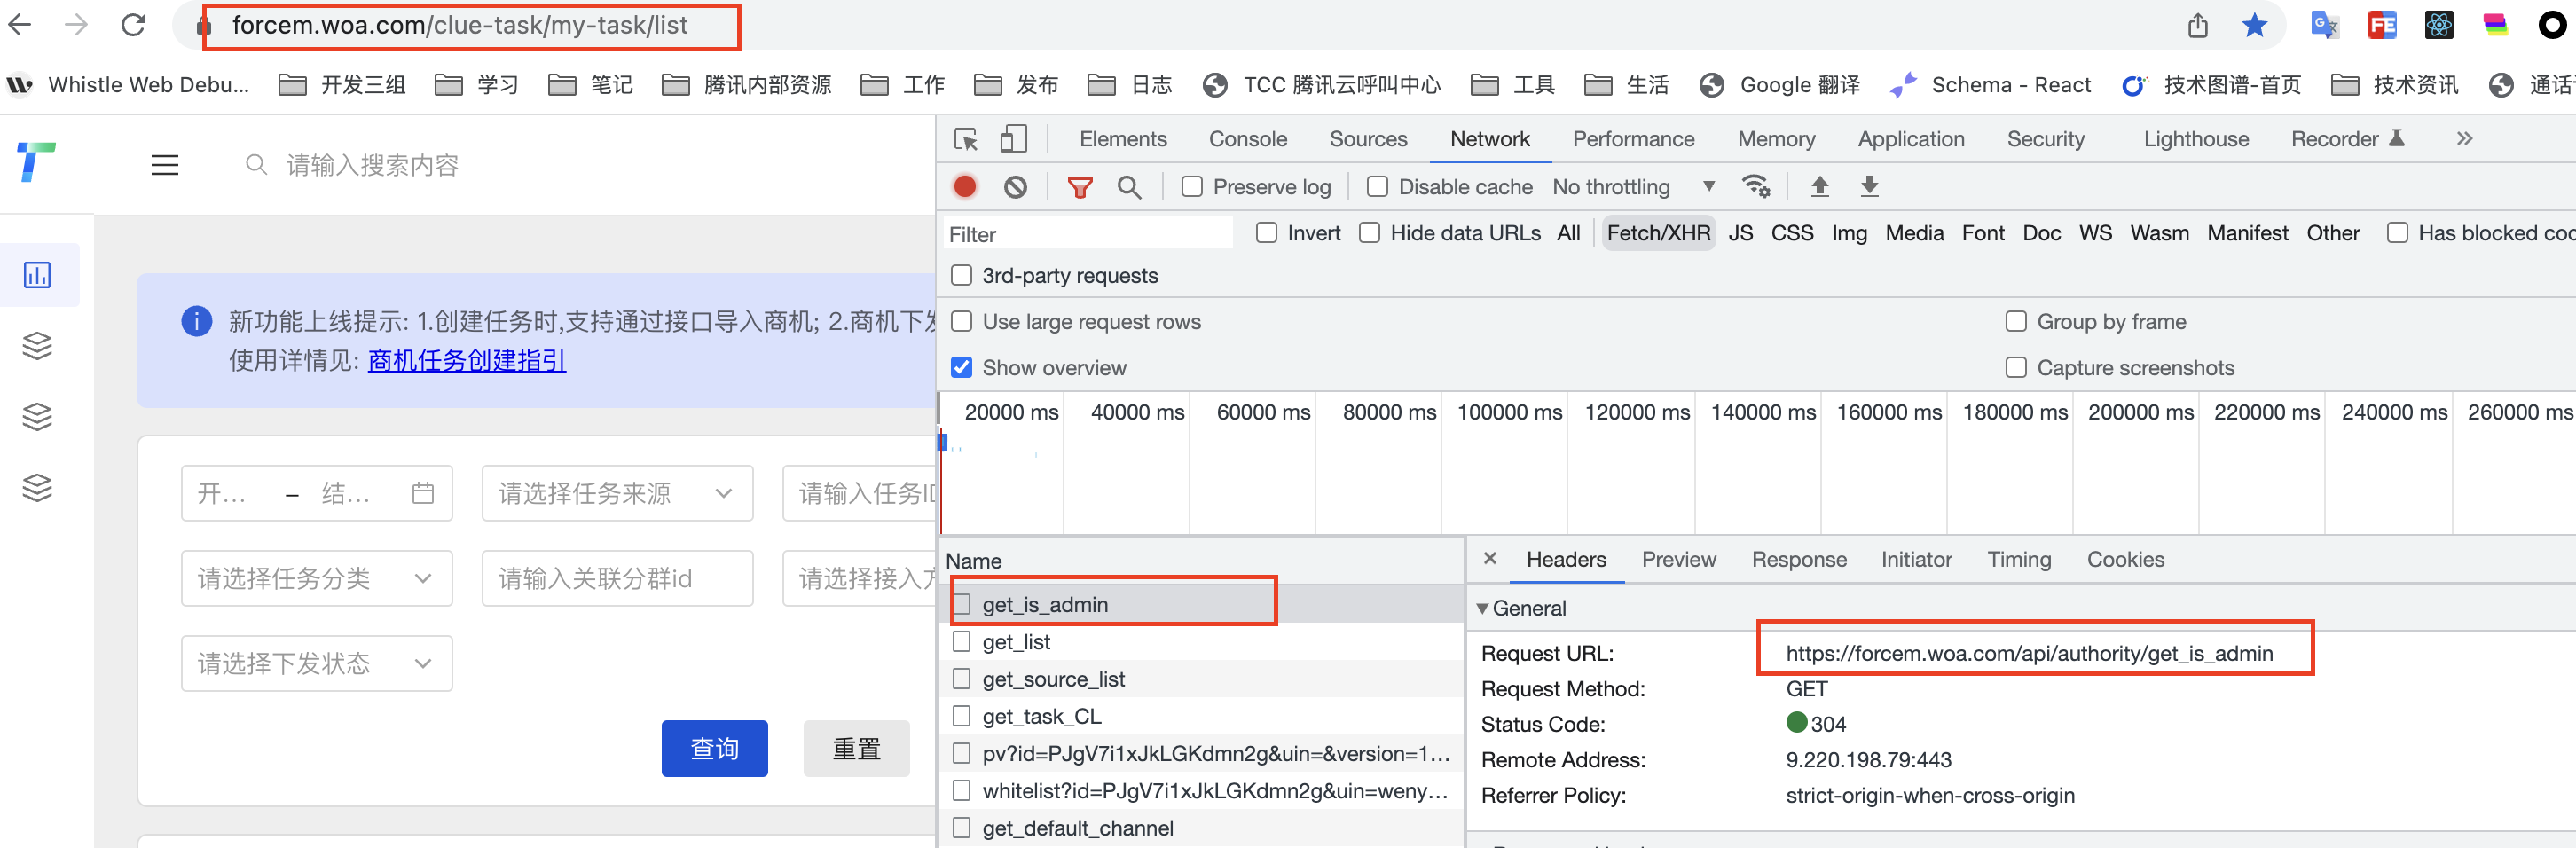 forcem.woa.com/clue-task/my-task/list
Whistle Web Debu... 开发三组 学习 笔记 腾讯内部资源 工作 发布 日志 TCC 腾讯云呼叫中心 工具 生活 Google 翻译 Schema - React 技术图谱-首页 技术资讯 通话
请输入搜索内容
新功能上线提示: 1.创建任务时,支持通过接口导入商机; 2.商机下发
使用详情见: 商机任务创建指引
开... – 结... 请选择任务来源 请输入任务ID
请选择任务分类 请输入关联分群id 请选择接入方
请选择下发状态
查询 重置
Elements Console Sources Network Performance Memory Application Security Lighthouse Recorder
Preserve log Disable cache No throttling
Filter Invert Hide data URLs All Fetch/XHR JS CSS Img Media Font Doc WS Wasm Manifest Other Has blocked coo
3rd-party requests
Use large request rows Group by frame
Show overview Capture screenshots
20000 ms 40000 ms 60000 ms 80000 ms 100000 ms 120000 ms 140000 ms 160000 ms 180000 ms 200000 ms 220000 ms 240000 ms 260000 ms
Name
get_is_admin
get_list
get_source_list
get_task_CL
pv?id=PJgV7i1xJkLGKdmn2g&uin=&version=1...
whitelist?id=PJgV7i1xJkLGKdmn2g&uin=weny...
get_default_channel
Headers Preview Response Initiator Timing Cookies
General
Request URL: https://forcem.woa.com/api/authority/get_is_admin
Request Method: GET
Status Code: 304
Remote Address: 9.220.198.79:443
Referrer Policy: strict-origin-when-cross-origin